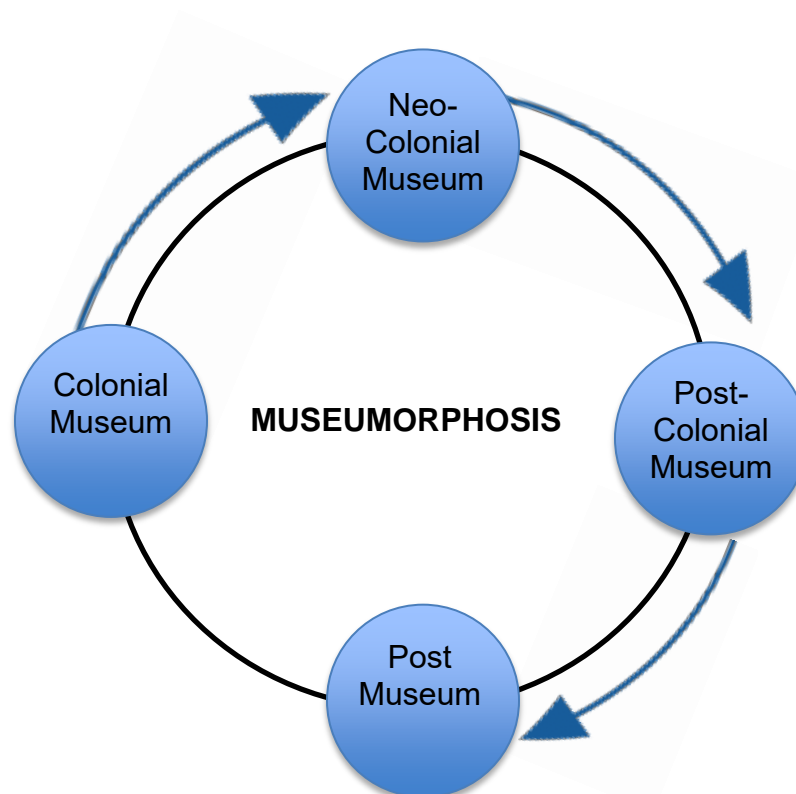 Neo-
Colonial
Museum
Colonial
Museum
MUSEUMORPHOSIS
Post-
Colonial
Museum
Post
Museum